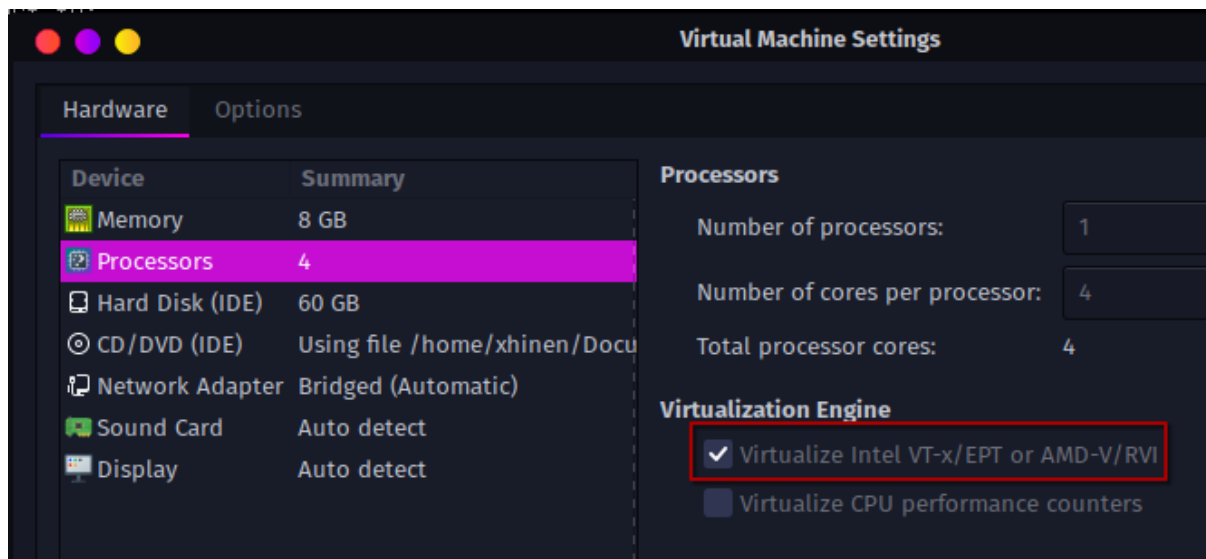 Virtual Machine Settings
Hardware Options
Device Summary
Memory 8 GB
Processors 4
Hard Disk (IDE) 60 GB
CD/DVD (IDE) Using file /home/xhinen/Docu
Network Adapter Bridged (Automatic)
Sound Card Auto detect
Display Auto detect
Processors
Number of processors: 1
Number of cores per processor: 4
Total processor cores: 4
Virtualization Engine
Virtualize Intel VT-x/EPT or AMD-V/RVI
Virtualize CPU performance counters